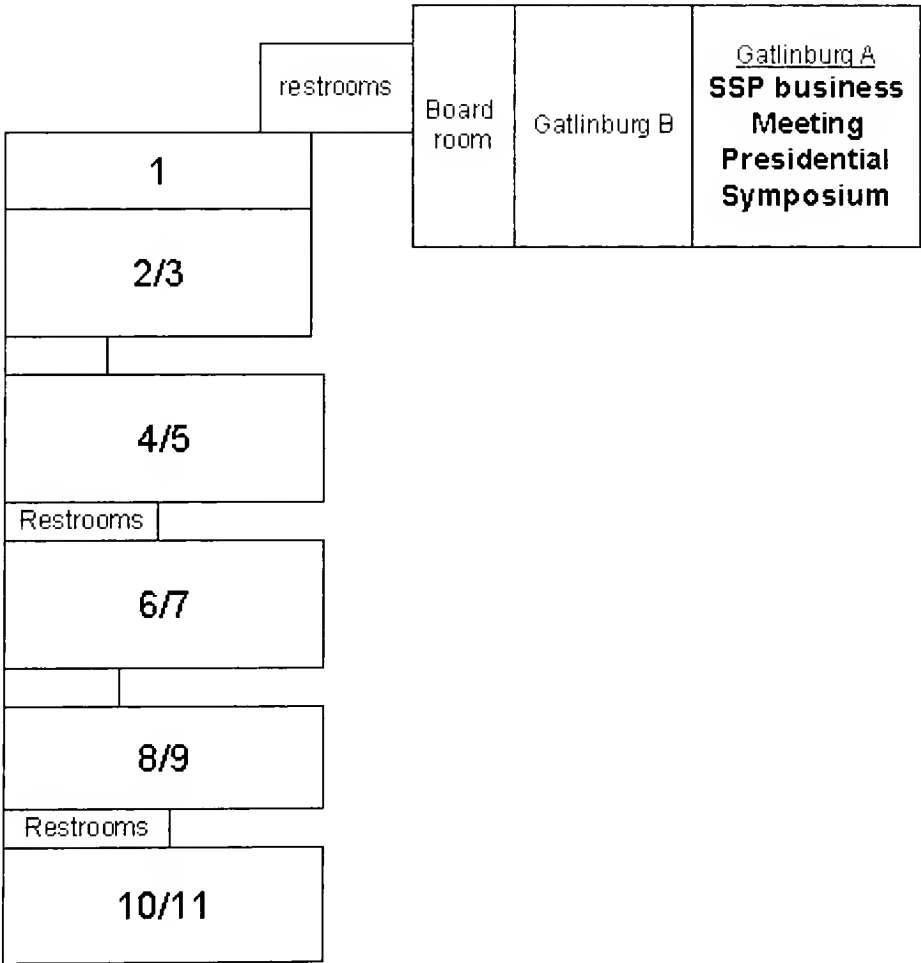 restrooms
Board
room
Gatlinburg B
Gatlinburg A
SSP business
Meeting
Presidential
Symposium
1
2/3
4/5
Restrooms
6/7
8/9
Restrooms
10/11